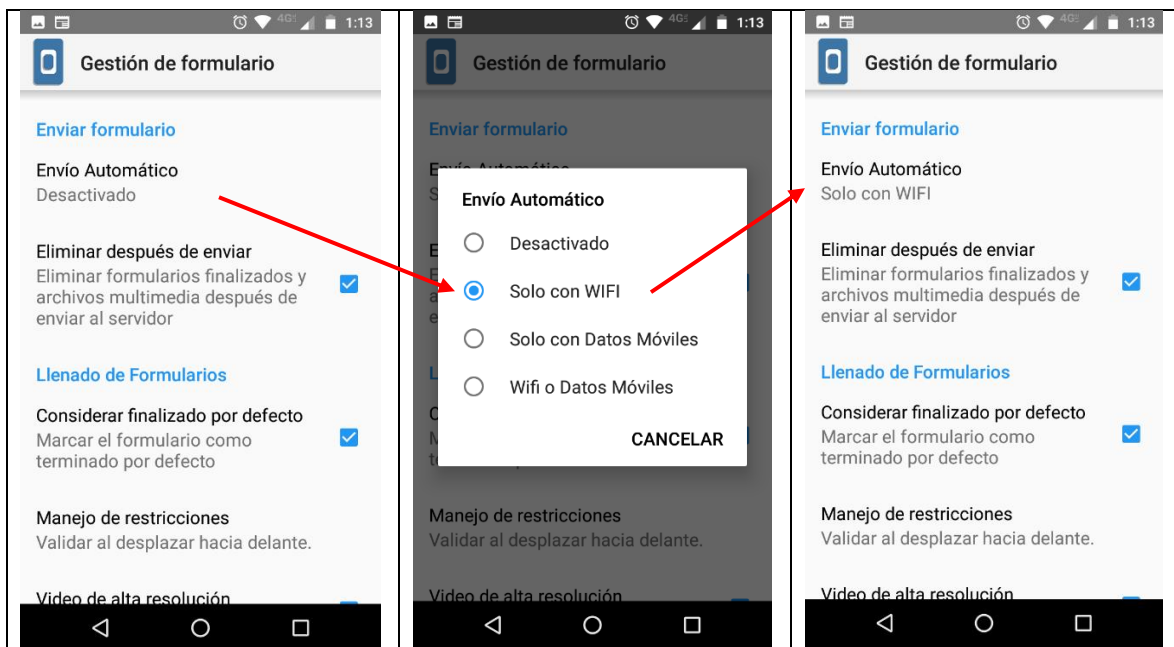 4G 1:13
Gestión de formulario
Enviar formulario
Envío Automático
Desactivado
Eliminar después de enviar
Eliminar formularios finalizados y
archivos multimedia después de
enviar al servidor
Llenado de Formularios
Considerar finalizado por defecto
Marcar el formulario como
terminado por defecto
Manejo de restricciones
Validar al desplazar hacia delante.
Video de alta resolución
4G 1:13
Gestión de formulario
Enviar formulario
Envío Automático
Envío Automático
Desactivado
Solo con WIFI
Solo con Datos Móviles
Wifi o Datos Móviles
CANCELAR
Manejo de restricciones
Validar al desplazar hacia delante.
Video de alta resolución
4G 1:13
Gestión de formulario
Enviar formulario
Envío Automático
Solo con WIFI
Eliminar después de enviar
Eliminar formularios finalizados y
archivos multimedia después de
enviar al servidor
Llenado de Formularios
Considerar finalizado por defecto
Marcar el formulario como
terminado por defecto
Manejo de restricciones
Validar al desplazar hacia delante.
Video de alta resolución